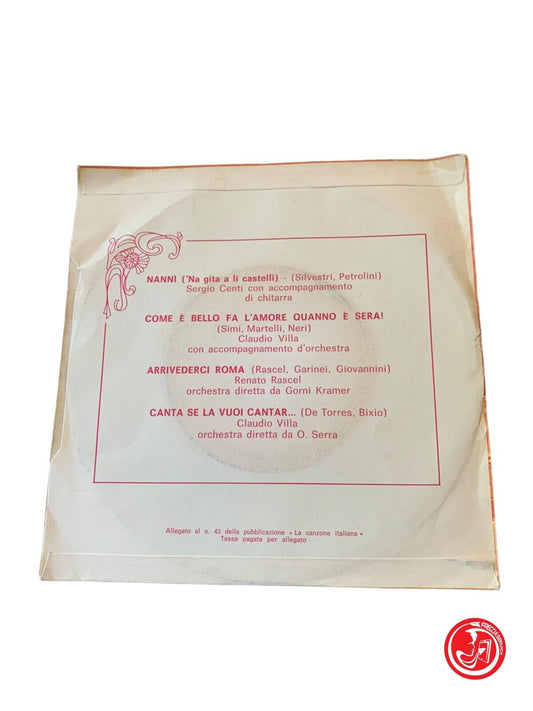 NANNI ('Na gita a li castelli) - (Silvestri, Petrolini)
Sergio Centi con accompagnamento
di chitarra
COME È BELLO FA L'AMORE QUANNO È SERA!
(Simi, Martelli, Neri)
Claudio Villa
con accompagnamento d'orchestra
ARRIVEDERCI ROMA (Rascel, Garinei, Giovannini)
Renato Rascel
orchestra diretta da Gorni Kramer
CANTA SE LA VUOI CANTAR... (De Torres, Bixio)
Claudio Villa
orchestra diretta da O. Serra
Allegato al n. 43 della pubblicazione « La canzone Italiana »
Tassa pagata per allegato